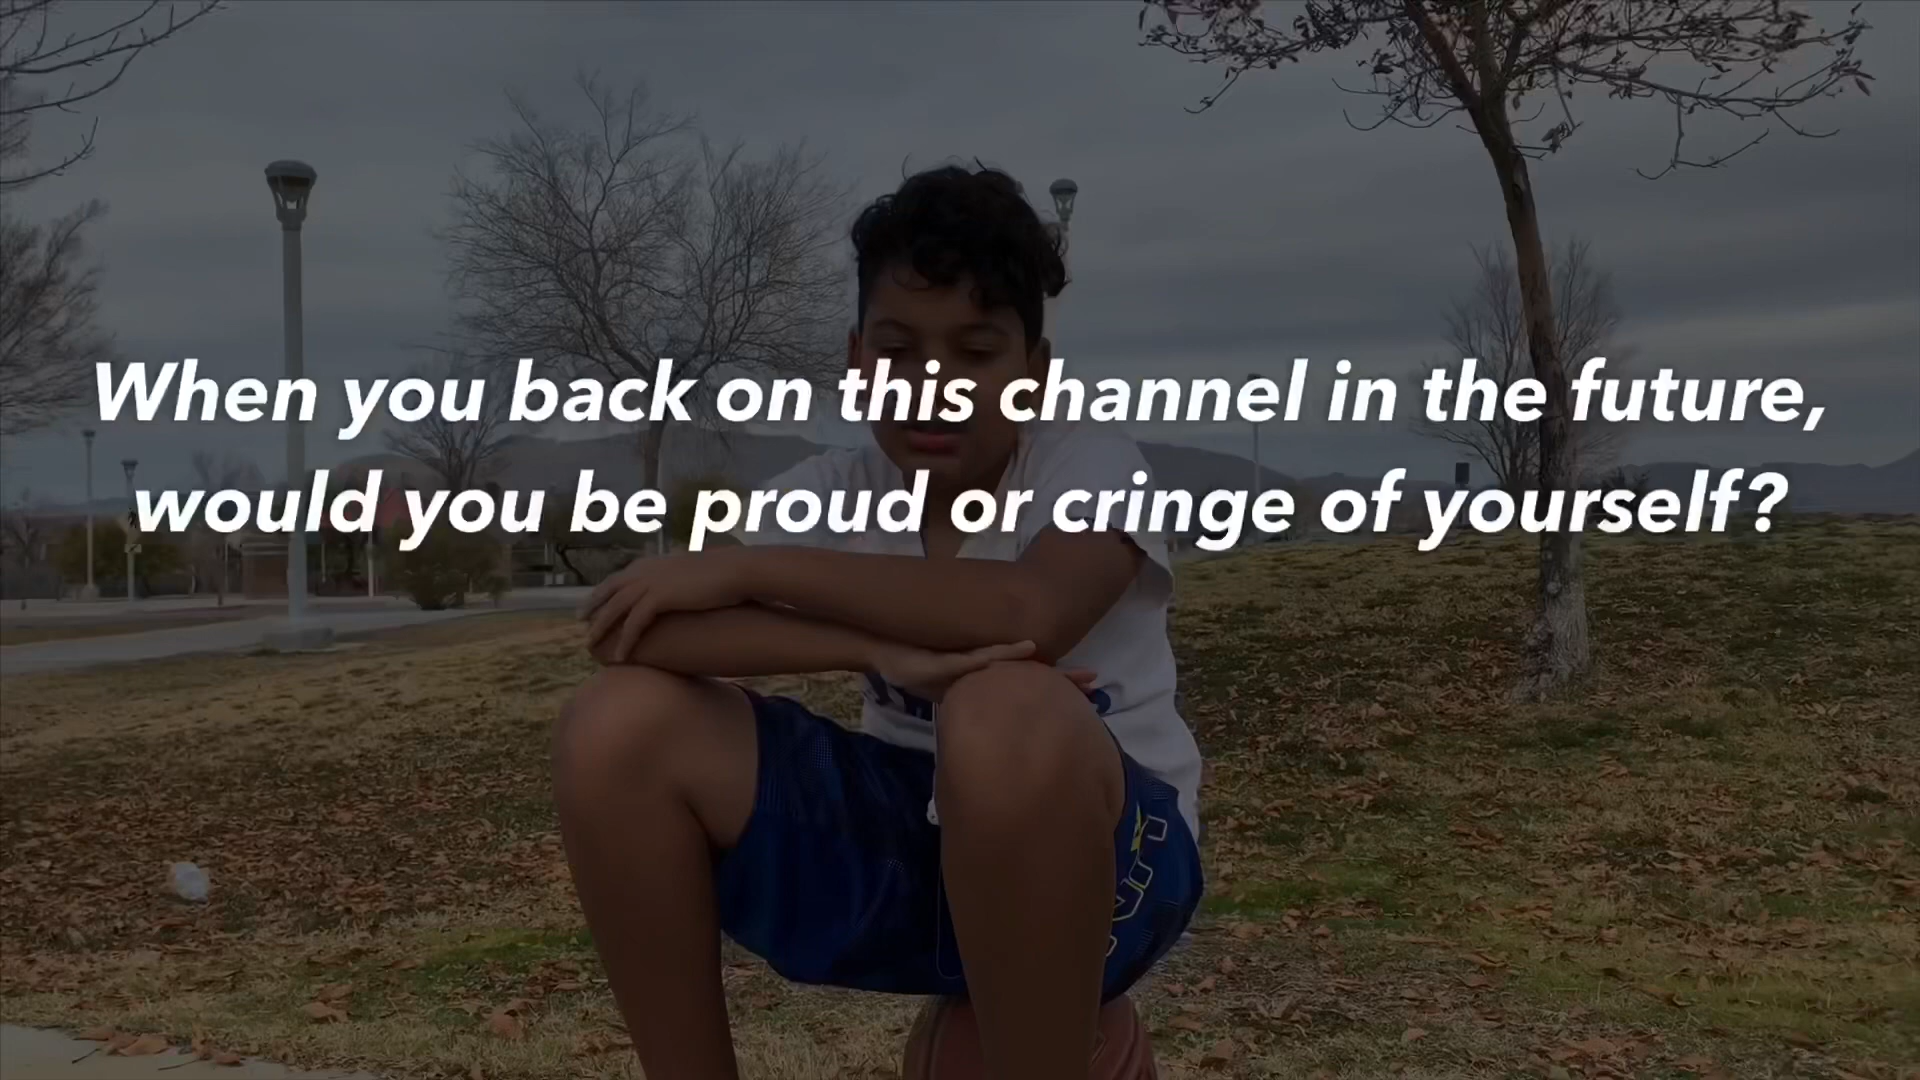 When you back on this channel in the future,
would you be proud or cringe of yourself?